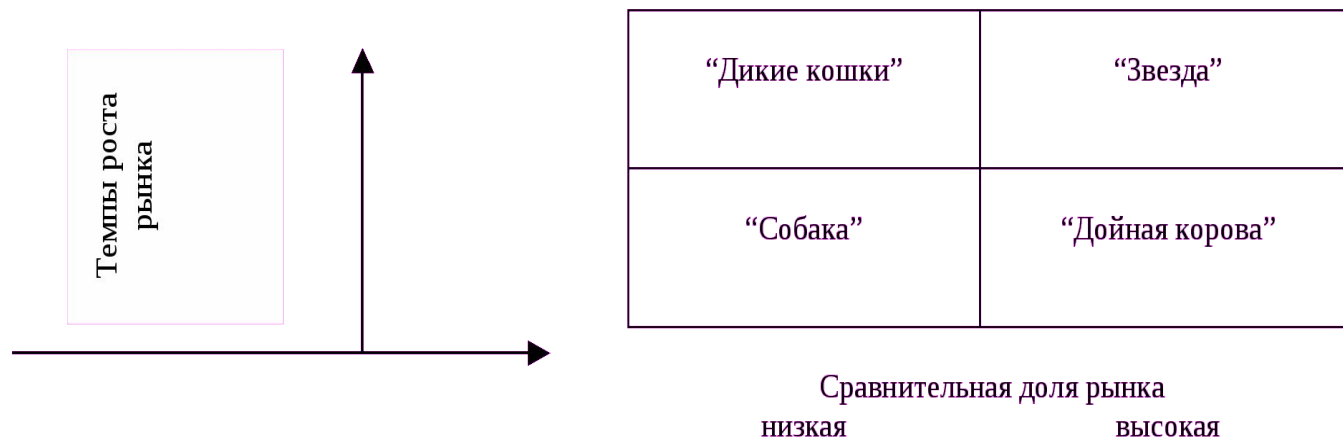 Темпы роста
рынка
“Дикие кошки”
“Звезда”
“Собака”
“Дойная корова”
Сравнительная доля рынка
низкая
высокая